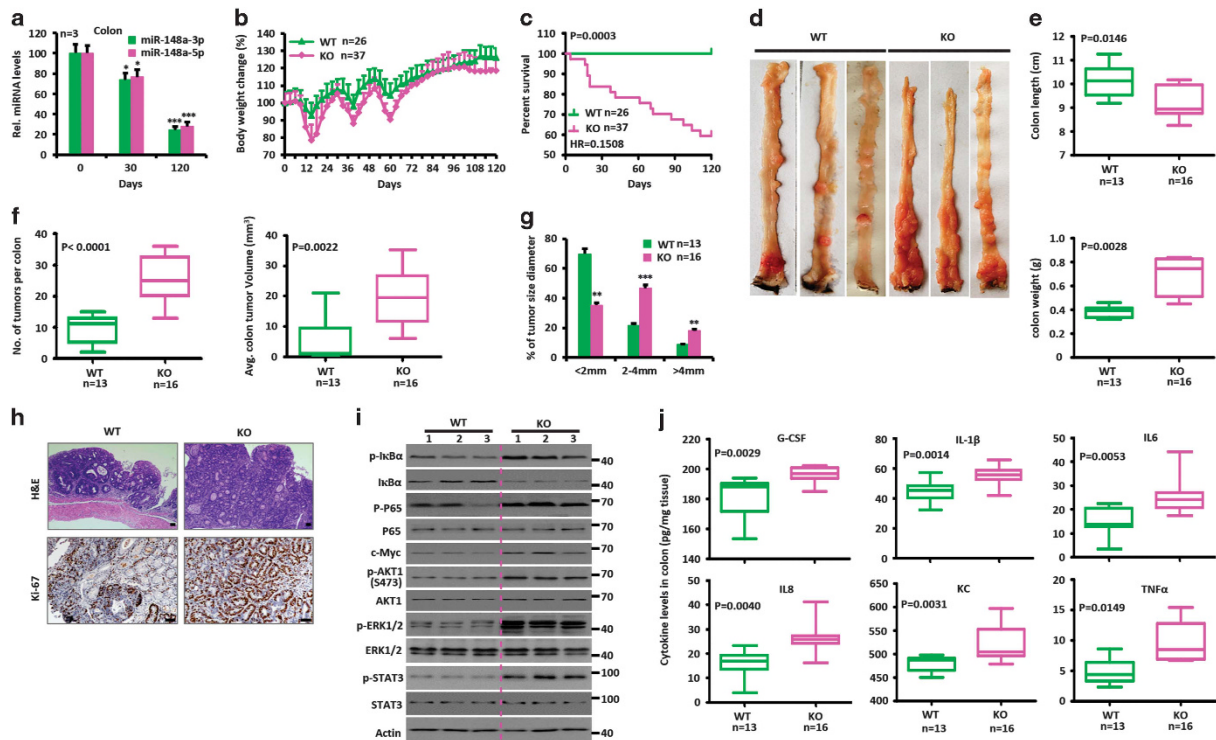 a
n=3
Colon
miR-148a-3p
miR-148a-5p
Rel. miRNA levels
120
100
80
60
40
20
0
*
*
***
***
0 30 120
Days
b
Body weight change (%)
140
130
120
110
100
90
80
70
WT n=26
KO n=37
0 12 24 36 48 60 72 84 96 108 120
Days
c
P=0.0003
Percent survival
100
90
80
70
60
50
WT n=26
KO n=37
HR=0.1508
0 30 60 90 120
Days
d
WT KO
e
P=0.0146
Colon length (cm)
12
11
10
9
8
7
WT KO
n=13 n=16
P=0.0028
colon weight (g)
1.0
0.8
0.6
0.4
0.2
0.0
WT KO
n=13 n=16
f
P< 0.0001
No. of tumors per colon
40
30
20
10
0
WT KO
n=13 n=16
P=0.0022
Avg. colon tumor Volume (mm³)
40
30
20
10
0
WT KO
n=13 n=16
g
WT n=13
KO n=16
% of tumor size diameter
80
70
60
50
40
30
20
10
0
**
***
**
<2mm 2-4mm >4mm
h
WT KO
H&E
Ki-67
i
WT KO
1 2 3 1 2 3
p-IκBα 40
IκBα 40
P-P65 70
P65 70
c-Myc 70
p-AKT1
(S473) 70
AKT1 70
p-ERK1/2 40
ERK1/2 40
p-STAT3 100
STAT3 100
Actin 40
j
Cytokine levels in colon (pg/mg tissue)
G-CSF
P=0.0029
220
200
180
160
140
IL-1β
P=0.0014
80
60
40
20
0
IL6
P=0.0053
50
40
30
20
10
0
IL8
P=0.0040
50
40
30
20
10
0
WT KO
n=13 n=16
KC
P=0.0031
650
600
550
500
450
400
WT KO
n=13 n=16
TNFα
P=0.0149
20
15
10
5
0
WT KO
n=13 n=16